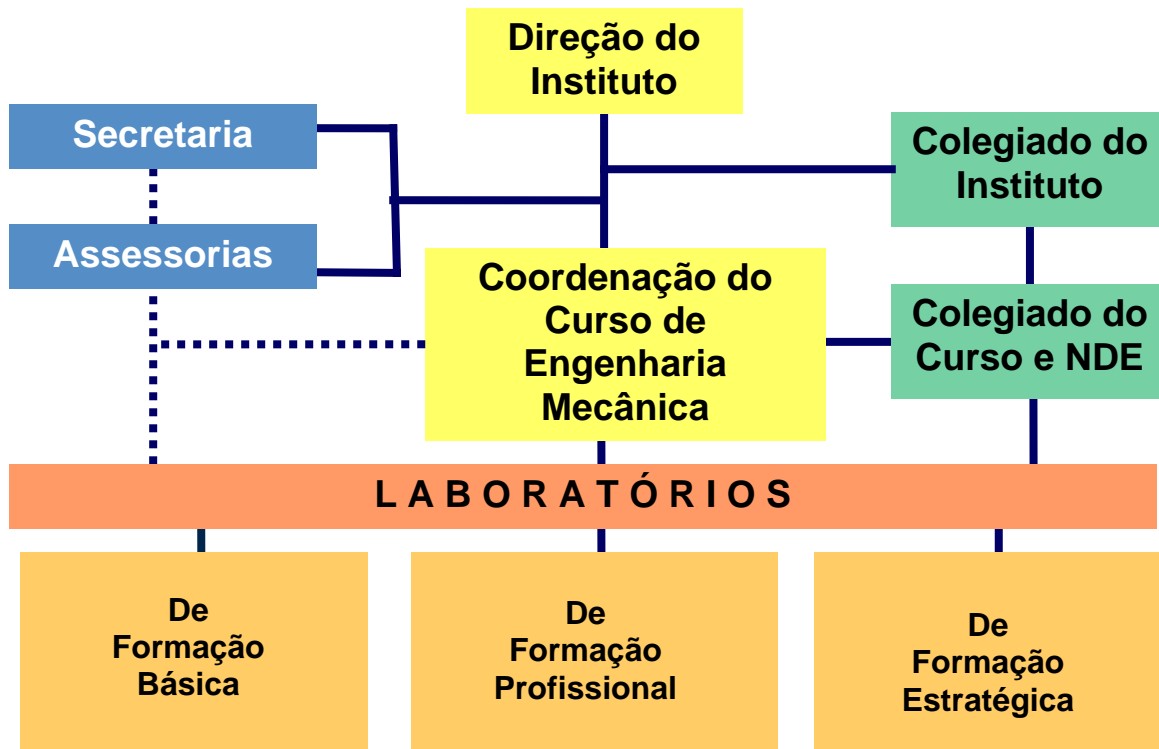 Direção do
Instituto
Secretaria
Colegiado do
Instituto
Assessorias
Coordenação do
Curso de
Engenharia
Mecânica
Colegiado do
Curso e NDE
LABORATÓRIOS
De
Formação
Básica
De
Formação
Profissional
De
Formação
Estratégica